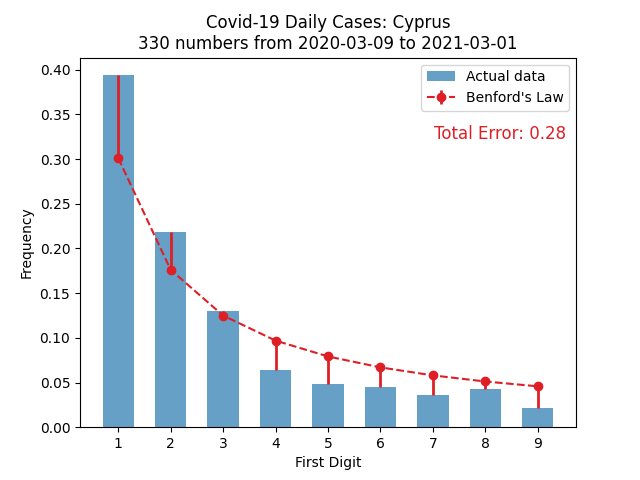 Covid-19 Daily Cases: Cyprus
330 numbers from 2020-03-09 to 2021-03-01
Actual data
Benford's Law
Total Error: 0.28
Frequency
0.40
0.35
0.30
0.25
0.20
0.15
0.10
0.05
0.00
1 2 3 4 5 6 7 8 9
First Digit